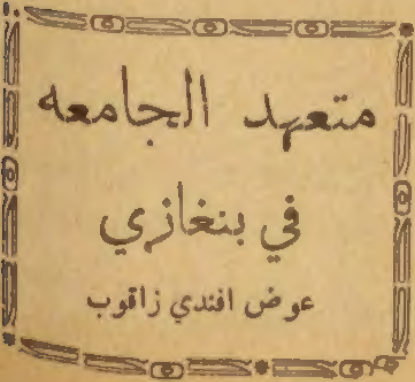 متعهد الجامعه
في بنغازي
عوض افندي زاقوب